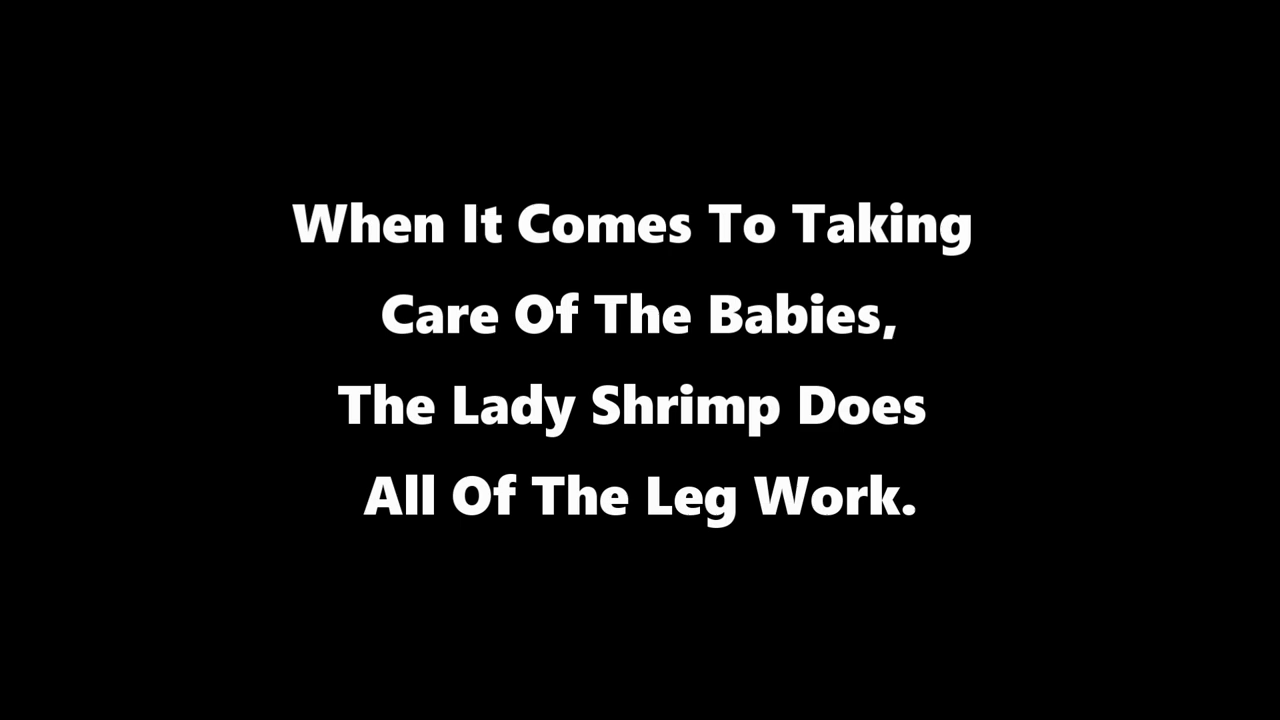 When It Comes To Taking
Care Of The Babies,
The Lady Shrimp Does
All Of The Leg Work.